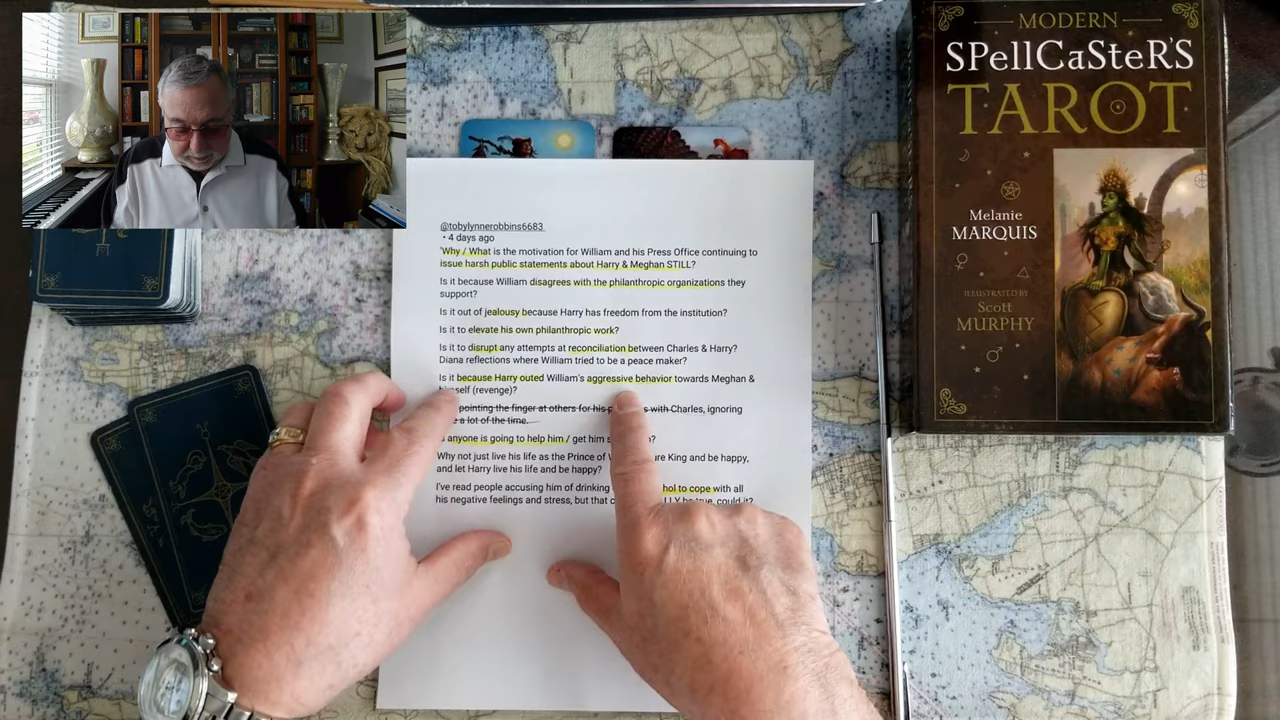 @tobylynnerobbins6683
• 4 days ago
'Why / What is the motivation for William and his Press Office continuing to
issue harsh public statements about Harry & Meghan STILL?
Is it because William disagrees with the philanthropic organizations they
support?
Is it out of jealousy because Harry has freedom from the institution?
Is it to elevate his own philanthropic work?
Is it to disrupt any attempts at reconciliation between Charles & Harry?
Diana reflections where William tried to be a peace maker?
Is it because Harry outed William's aggressive behavior towards Meghan &
self (revenge)?
pointing the finger at others for his with Charles, ignoring
a lot of the time.
anyone is going to help him / get him
Why not just live his life as the Prince of King and be happy,
and let Harry live his life and be happy?
I've read people accusing him of drinking to cope with all
his negative feelings and stress, but that could it?
MODERN
SPellCaSteR'S
TAROT
Melanie
MARQUIS
ILLUSTRATED BY
Scott
MURPHY